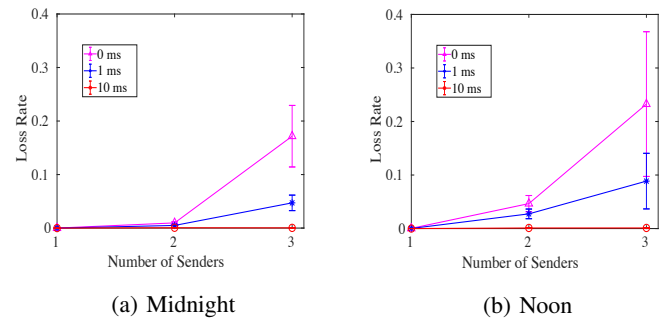 0.4
0.3
0.2
0.1
0
Loss Rate
0 ms
1 ms
10 ms
1
2
3
Number of Senders
(a) Midnight
0.4
0.3
0.2
0.1
0
Loss Rate
0 ms
1 ms
10 ms
1
2
3
Number of Senders
(b) Noon